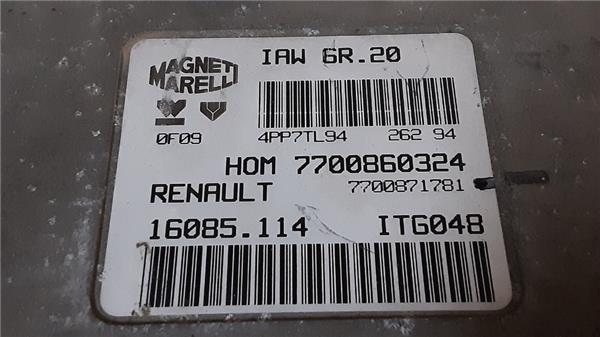 IAW 6R.20
MAGNETI
MARELLI
0F09 4PP7TL94 262 94
HOM 7700860324
RENAULT 7700871781
16085.114 ITG048